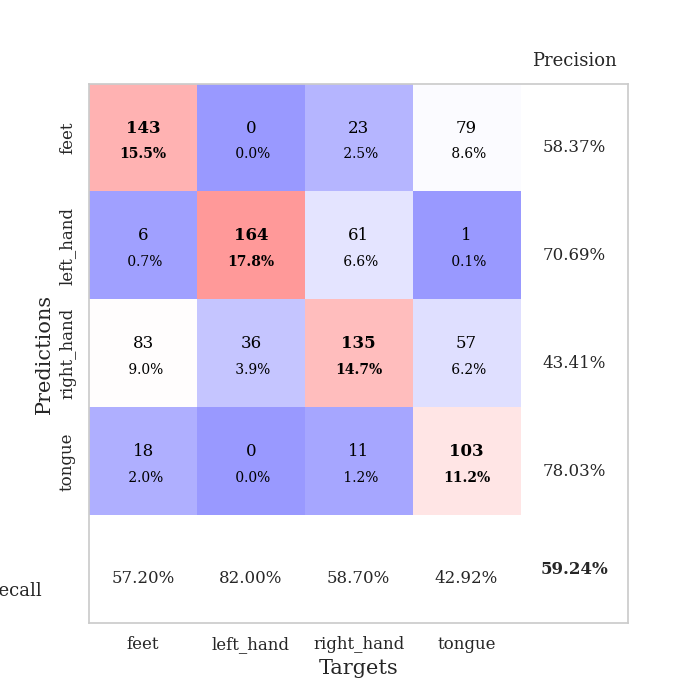 Precision
feet 143 0 23 79 58.37%
15.5% 0.0% 2.5% 8.6%
left_hand 6 164 61 1 70.69%
0.7% 17.8% 6.6% 0.1%
Predictions
right_hand 83 36 135 57 43.41%
9.0% 3.9% 14.7% 6.2%
tongue 18 0 11 103 78.03%
2.0% 0.0% 1.2% 11.2%
ecall 57.20% 82.00% 58.70% 42.92% 59.24%
feet left_hand right_hand tongue
Targets